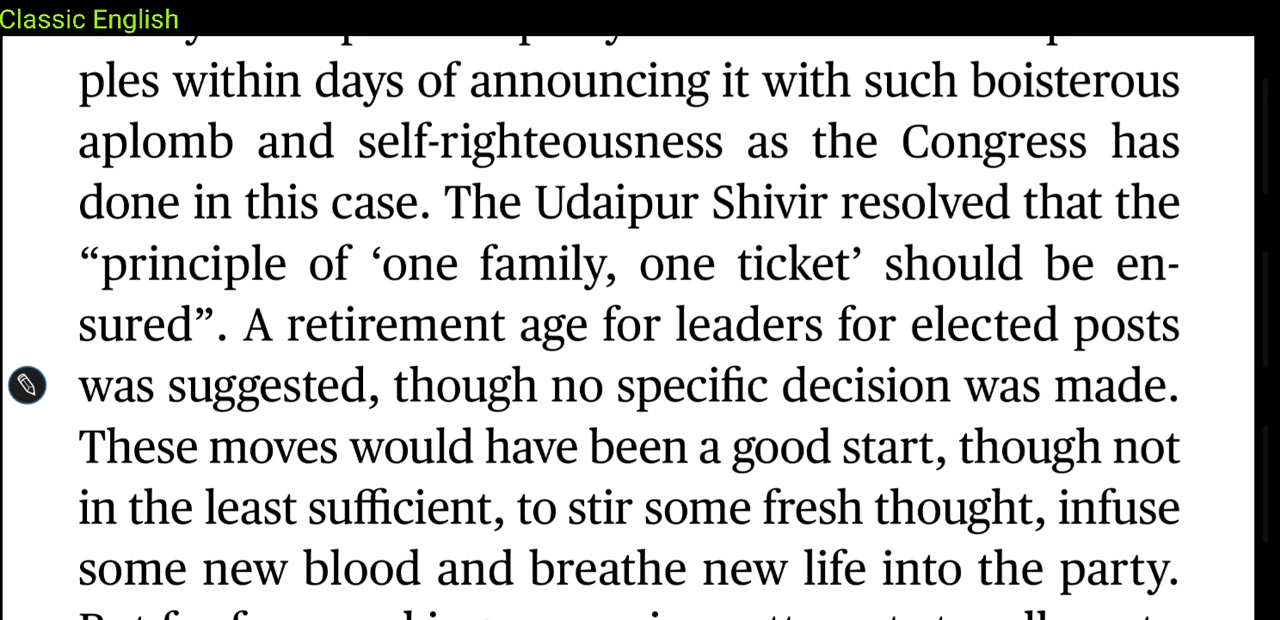 Classic English
ples within days of announcing it with such boisterous
aplomb and self-righteousness as the Congress has
done in this case. The Udaipur Shivir resolved that the
“principle of ‘one family, one ticket’ should be en-
sured”. A retirement age for leaders for elected posts
was suggested, though no specific decision was made.
These moves would have been a good start, though not
in the least sufficient, to stir some fresh thought, infuse
some new blood and breathe new life into the party.